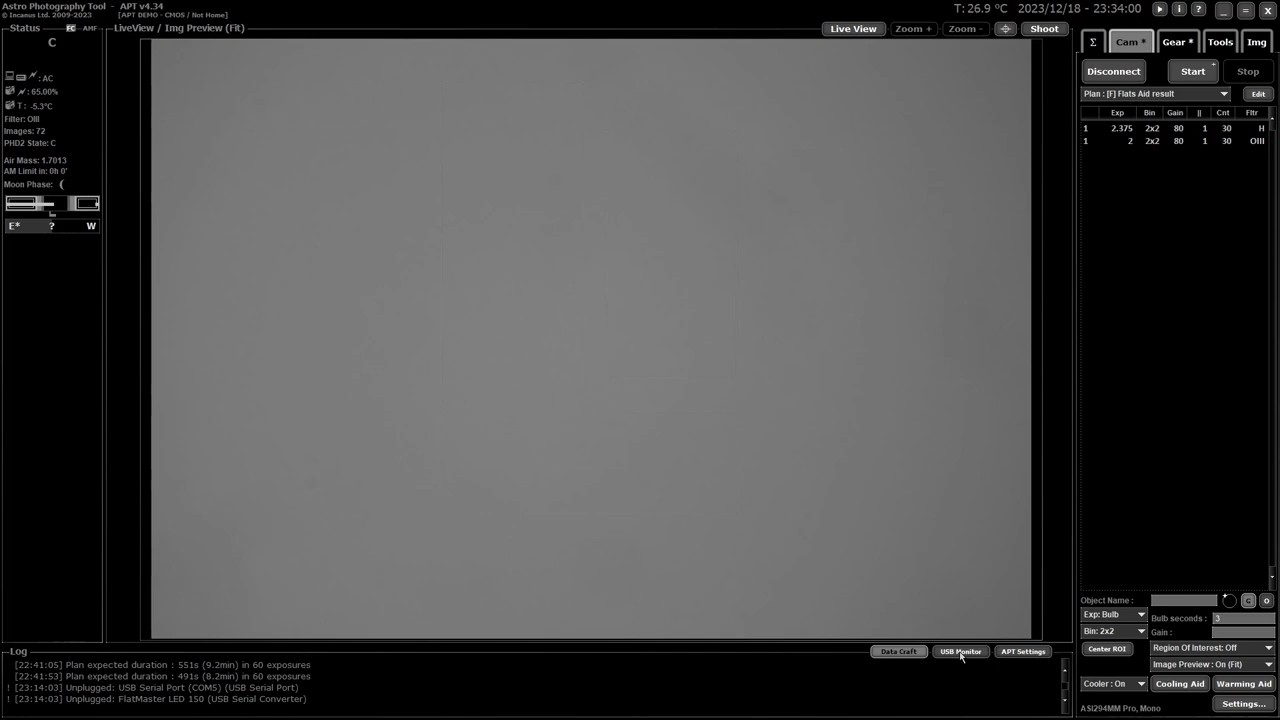 Astro Photography Tool - APT v4.34
© Incanus Ltd. 2009-2023 [APT DEMO - CMOS / Not Home]
T: 26.9 °C 2023/12/18 - 23:34:00 i ?
Status FC AMF
C
: AC
: 65.00%
T : -5.3°C
Filter: OIII
Images: 72
PHD2 State: C
Air Mass: 1.7013
AM Limit in: 0h 0'
Moon Phase:
E* ? W
LiveView / Img Preview (Fit)
Live View Zoom + Zoom - Shoot
Σ Cam * Gear * Tools Img
Disconnect Start Stop
Plan : [F] Flats Aid result Edit
Exp Bin Gain || Cnt Fltr
1 2.375 2x2 80 1 30 H
1 2 2x2 80 1 30 OIII
Object Name :
Exp: Bulb Bulb seconds : 3
Bin: 2x2 Gain :
Center ROI Region Of Interest: Off
Image Preview : On (Fit)
Cooler : On Cooling Aid Warming Aid
ASI294MM Pro, Mono Settings...
Log Data Craft USB Monitor APT Settings
[22:41:05] Plan expected duration : 551s (9.2min) in 60 exposures
[22:41:53] Plan expected duration : 491s (8.2min) in 60 exposures
! [23:14:03] Unplugged: USB Serial Port (COM5) (USB Serial Port)
! [23:14:03] Unplugged: FlatMaster LED 150 (USB Serial Converter)